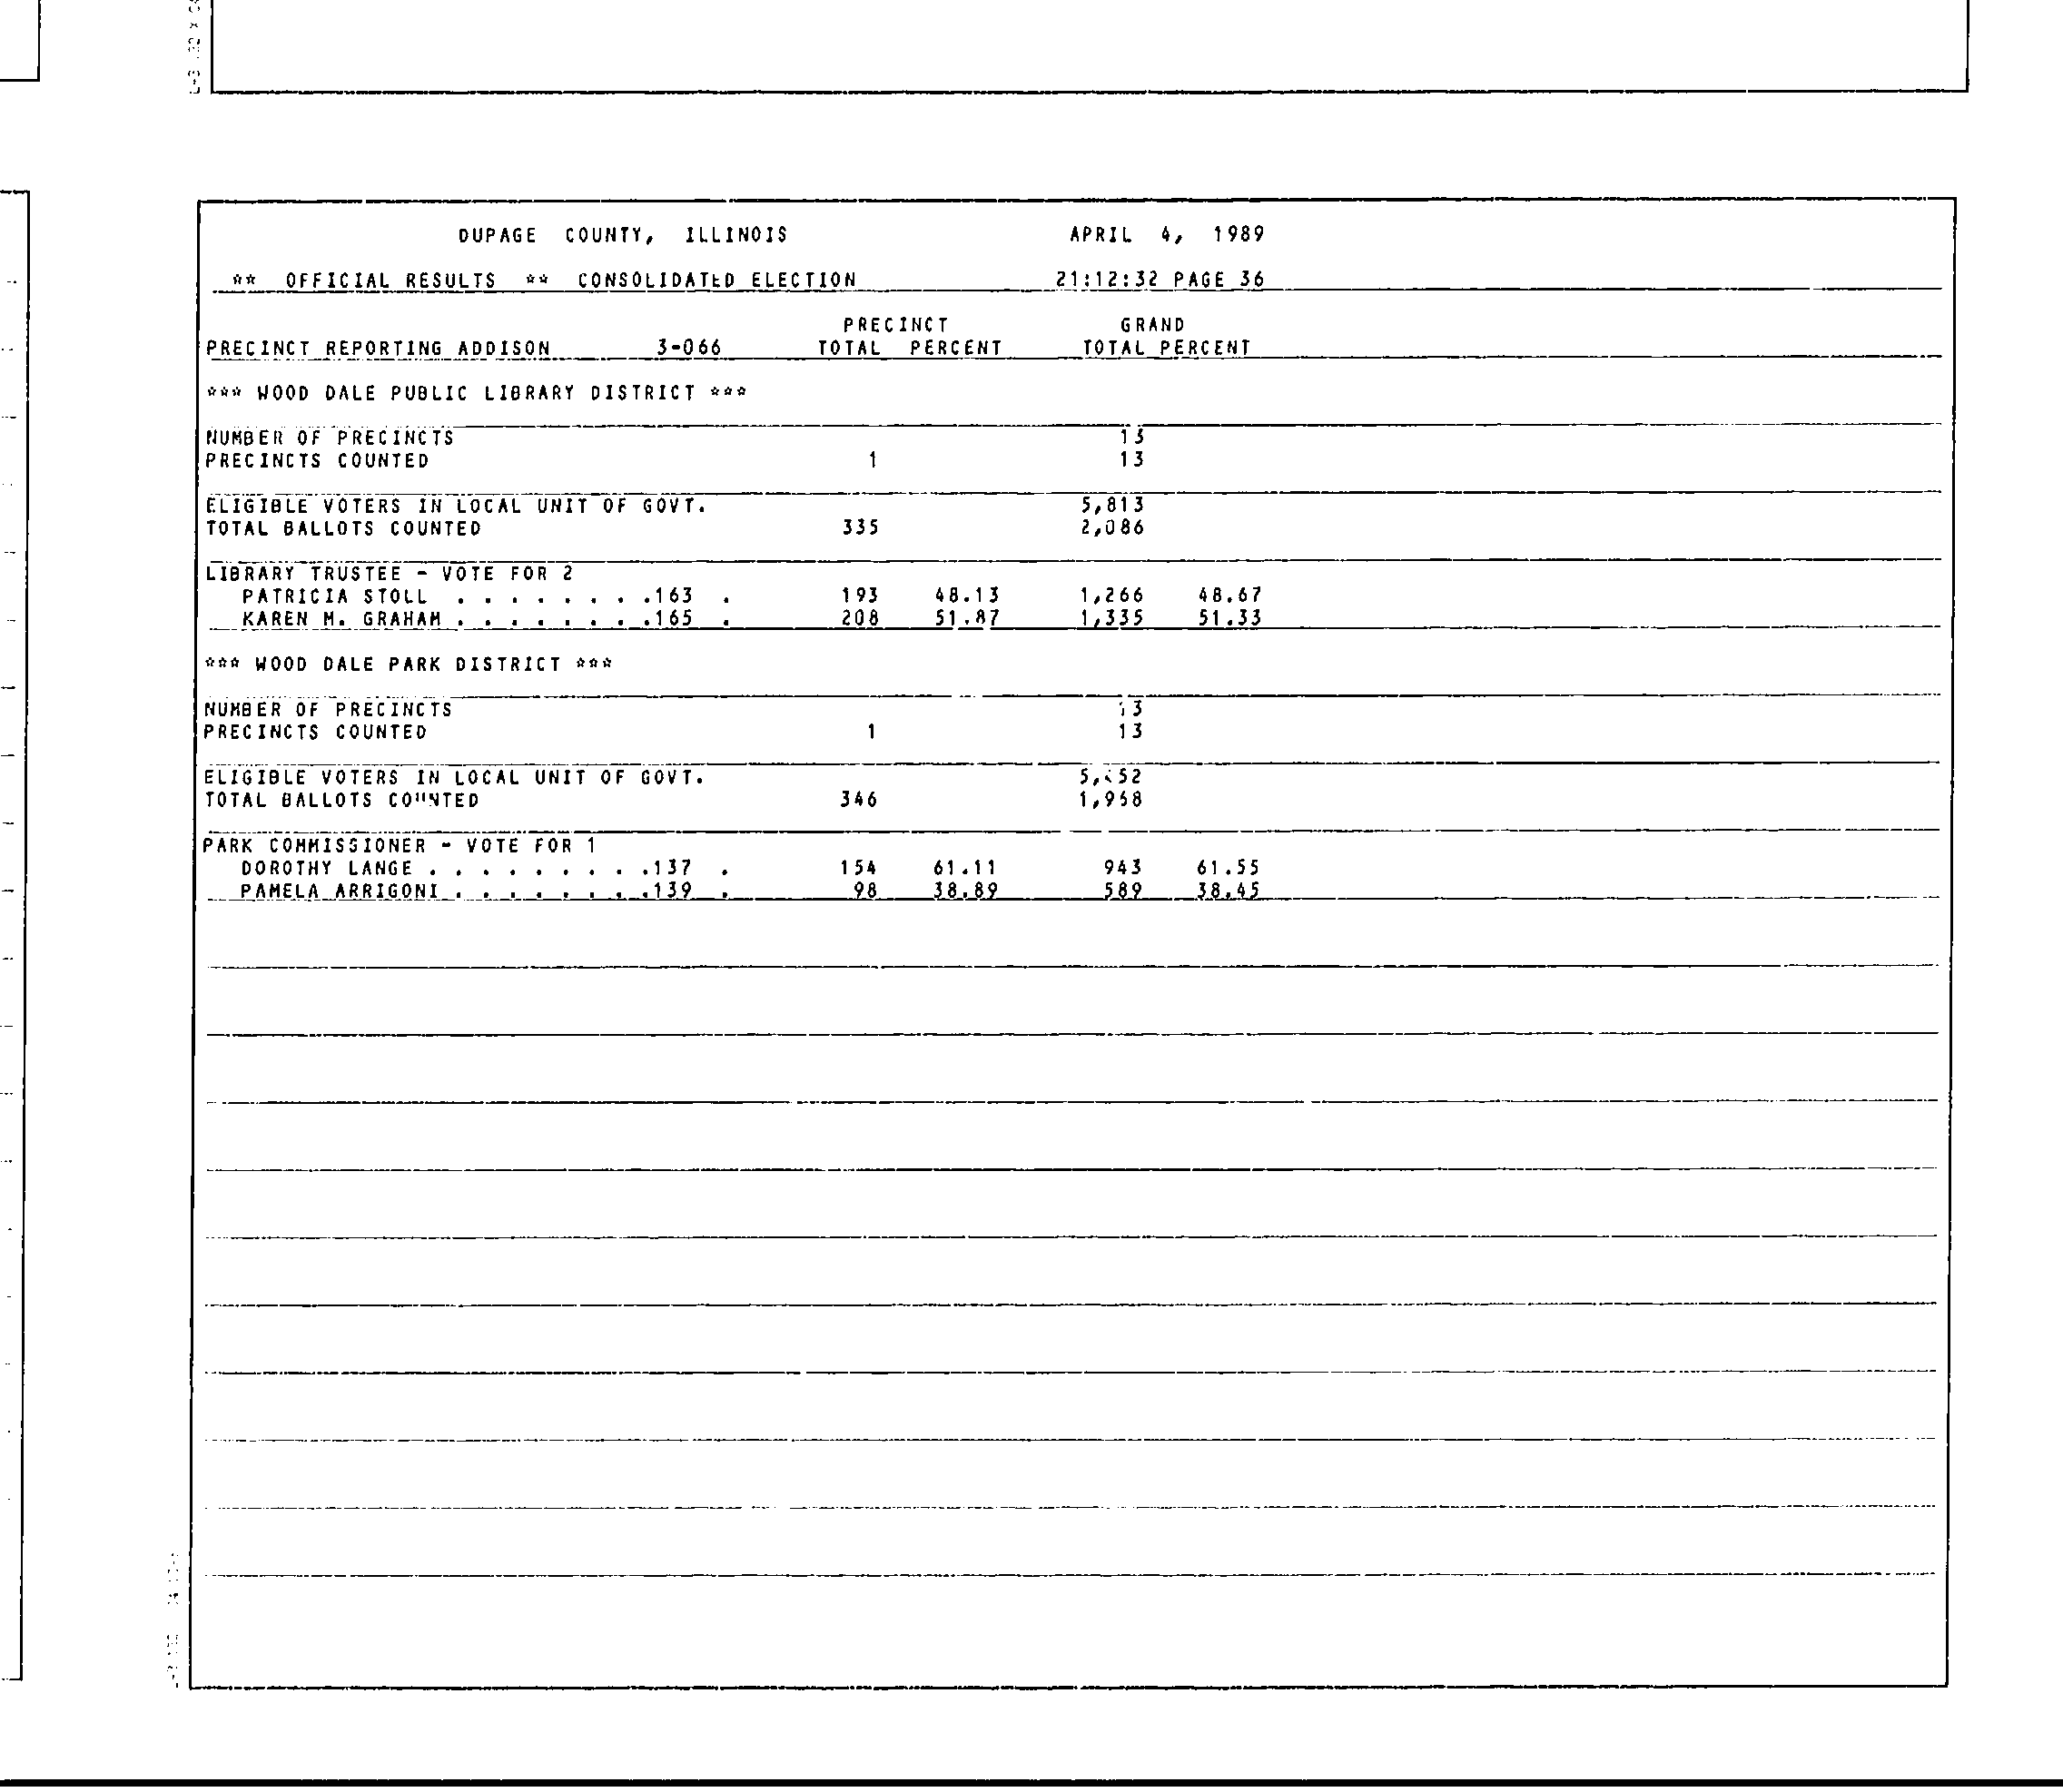 DUPAGE COUNTY, ILLINOIS APRIL 4, 1989
** OFFICIAL RESULTS ** CONSOLIDATED ELECTION 21:12:32 PAGE 36
PRECINCT GRAND
PRECINCT REPORTING ADDISON 3-066 TOTAL PERCENT TOTAL PERCENT
*** WOOD DALE PUBLIC LIBRARY DISTRICT ***
NUMBER OF PRECINCTS 13
PRECINCTS COUNTED 1 13
ELIGIBLE VOTERS IN LOCAL UNIT OF GOVT. 5,813
TOTAL BALLOTS COUNTED 335 2,086
LIBRARY TRUSTEE - VOTE FOR 2
PATRICIA STOLL . . . . . . . .163 . 193 48.13 1,266 48.67
KAREN M. GRAHAM . . . . . . . .165 . 208 51.87 1,335 51.33
*** WOOD DALE PARK DISTRICT ***
NUMBER OF PRECINCTS 13
PRECINCTS COUNTED 1 13
ELIGIBLE VOTERS IN LOCAL UNIT OF GOVT.
TOTAL BALLOTS COUNTED 346
PARK COMMISSIONER - VOTE FOR 1
DOROTHY LANGE . . . . . . . . .137 . 154 61.11 943 61.55
PAMELA ARRIGONI . . . . . . . .139 . 98 38.89 589 38.45